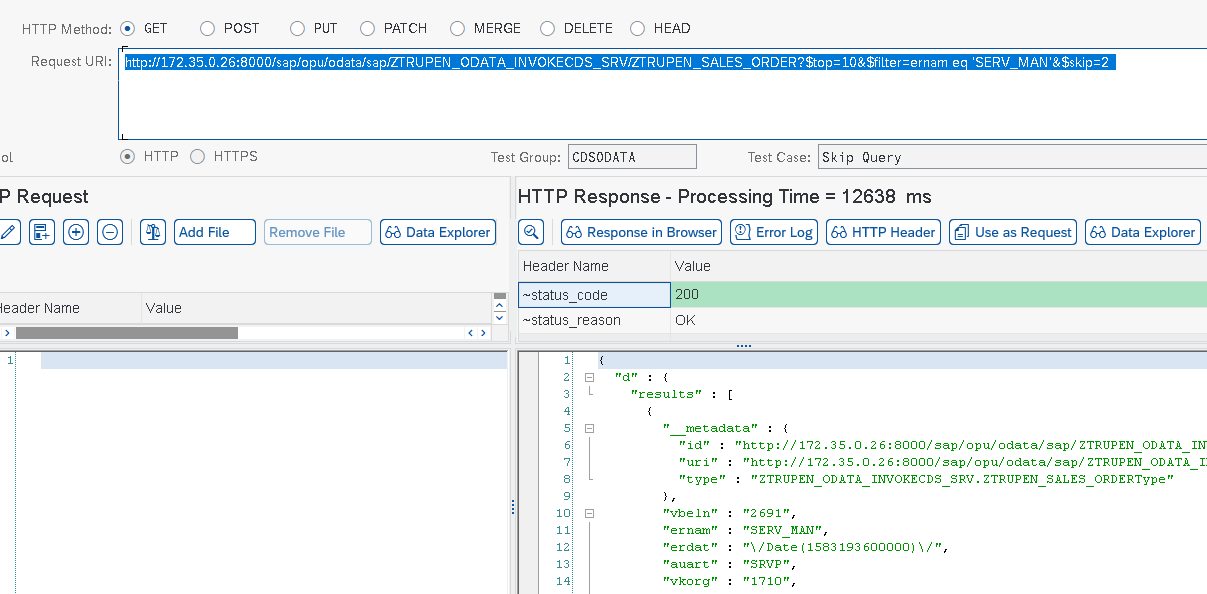 HTTP Method: GET POST PUT PATCH MERGE DELETE HEAD
Request URI: http://172.35.0.26:8000/sap/opu/odata/sap/ZTRUPEN_ODATA_INVOKECDS_SRV/ZTRUPEN_SALES_ORDER?$top=10&$filter=ernam eq 'SERV_MAN'&$skip=2
ol HTTP HTTPS Test Group: CDSODATA Test Case: Skip Query
P Request
Add File Remove File Data Explorer
Header Name Value
1
HTTP Response - Processing Time = 12638 ms
Response in Browser Error Log HTTP Header Use as Request Data Explorer
Header Name Value
~status_code 200
~status_reason OK
1 {
2 "d" : {
3 "results" : [
4 {
5 "__metadata" : {
6 "id" : "http://172.35.0.26:8000/sap/opu/odata/sap/ZTRUPEN_ODATA_IN
7 "uri" : "http://172.35.0.26:8000/sap/opu/odata/sap/ZTRUPEN_ODATA_I
8 "type" : "ZTRUPEN_ODATA_INVOKECDS_SRV.ZTRUPEN_SALES_ORDERType"
9 },
10 "vbeln" : "2691",
11 "ernam" : "SERV_MAN",
12 "erdat" : "\/Date(1583193600000)\/",
13 "auart" : "SRVP",
14 "vkorg" : "1710",